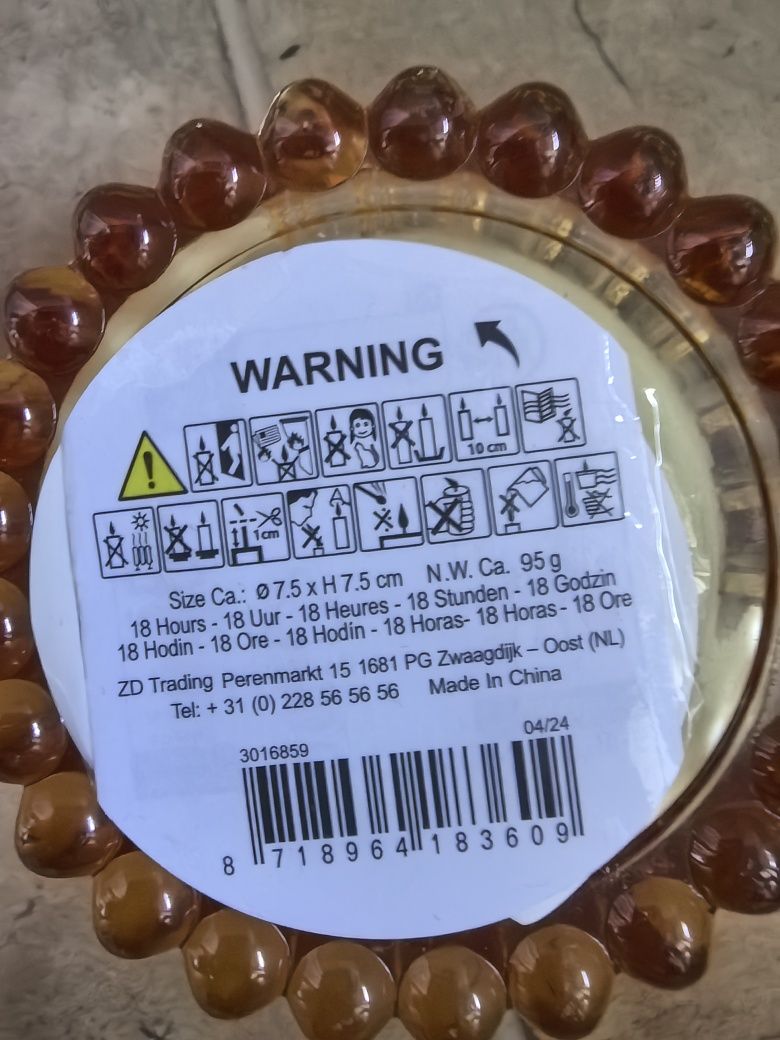 WARNING
10 cm
1cm
Size Ca.: Ø 7.5 x H 7.5 cm N.W. Ca. 95 g
18 Hours - 18 Uur - 18 Heures - 18 Stunden - 18 Godzin
18 Hodin - 18 Ore - 18 Hodín - 18 Horas- 18 Horas- 18 Ore
ZD Trading Perenmarkt 15 1681 PG Zwaagdijk – Oost (NL)
Tel: + 31 (0) 228 56 56 56 Made In China
3016859 04/24
8 718964 183609